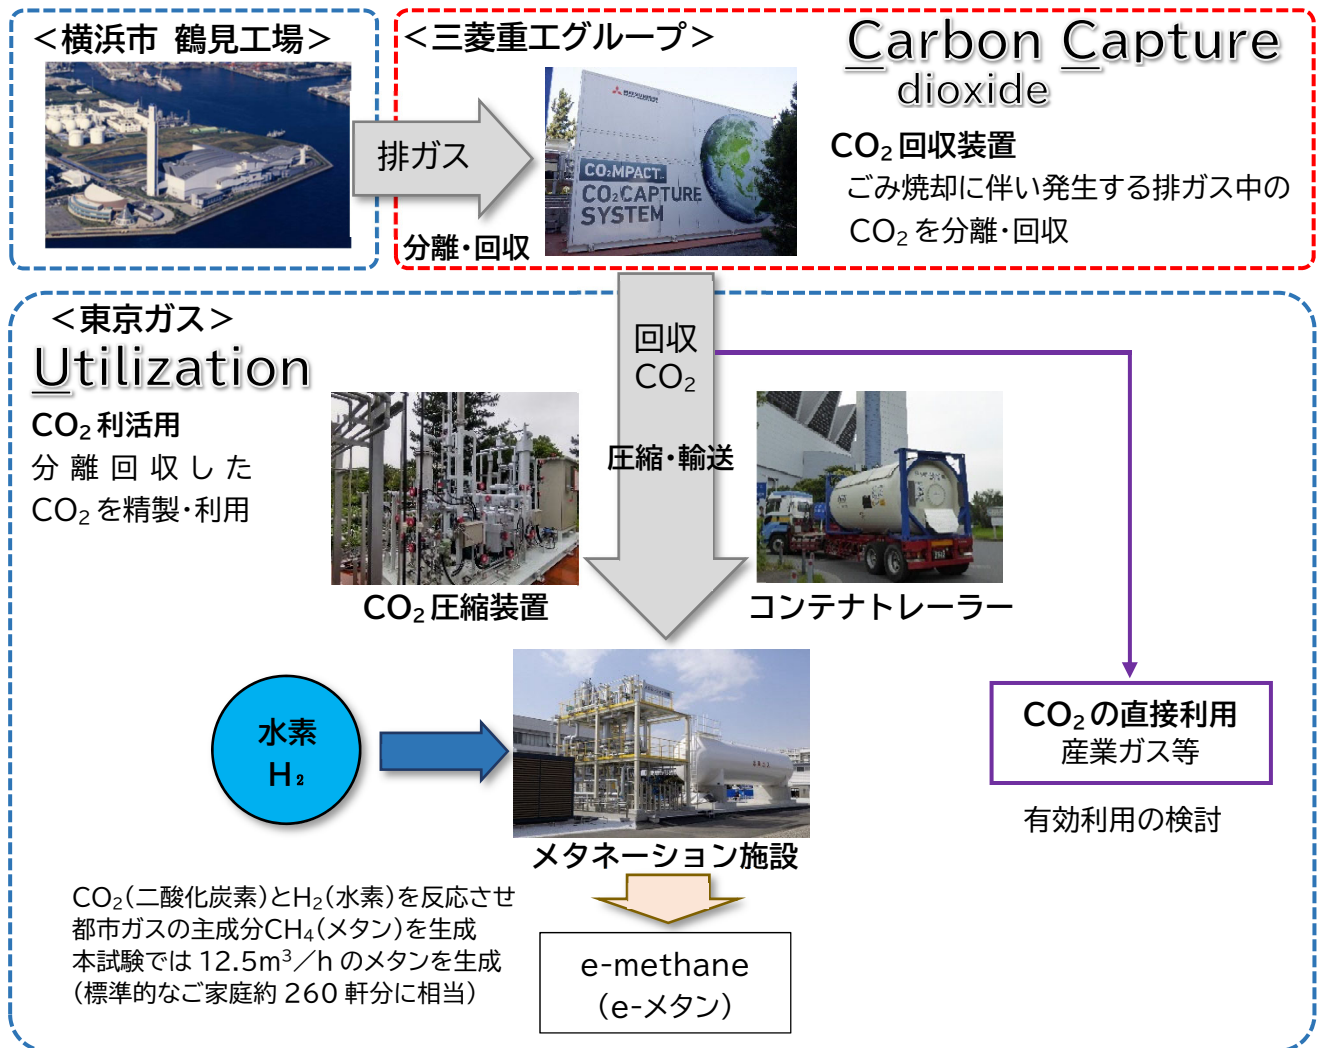 ＜横浜市 鶴見工場＞
＜三菱重工グループ＞
Carbon Capture
dioxide
排ガス
分離・回収
CO₂MPACT
CO₂CAPTURE
SYSTEM
CO₂回収装置
ごみ焼却に伴い発生する排ガス中の
CO₂を分離・回収
＜東京ガス＞
Utilization
CO₂利活用
分離回収した
CO₂を精製・利用
回収
CO₂
圧縮・輸送
CO₂圧縮装置
コンテナトレーラー
水素
H₂
メタネーション施設
CO₂の直接利用
産業ガス等
有効利用の検討
CO₂（二酸化炭素）とH₂（水素）を反応させ
都市ガスの主成分CH₄（メタン）を生成
本試験では 12.5m³／h のメタンを生成
（標準的なご家庭約 260 軒分に相当）
e-methane
（e-メタン）